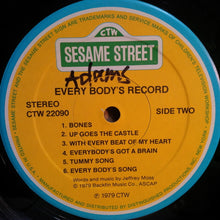 CTW
SESAME STREET
Adams
EVERY BODY'S RECORD
STEREO
CTW 22090
SIDE TWO
1. BONES
2. UP GOES THE CASTLE
3. WITH EVERY BEAT OF MY HEART
4. EVERYBODY'S GOT A BRAIN
5. TUMMY SONG
6. EVERY BODY'S SONG
Words and music by Jeffrey Moss
© 1979 Backfin Music Co., ASCAP
℗ 1979 CTW